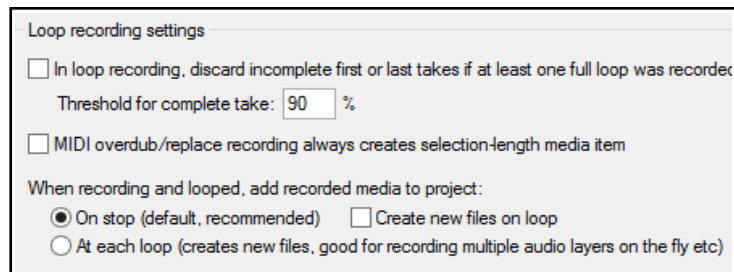 Loop recording settings
In loop recording, discard incomplete first or last takes if at least one full loop was recorded
Threshold for complete take: 90 %
MIDI overdub/replace recording always creates selection-length media item
When recording and looped, add recorded media to project:
On stop (default, recommended) Create new files on loop
At each loop (creates new files, good for recording multiple audio layers on the fly etc)